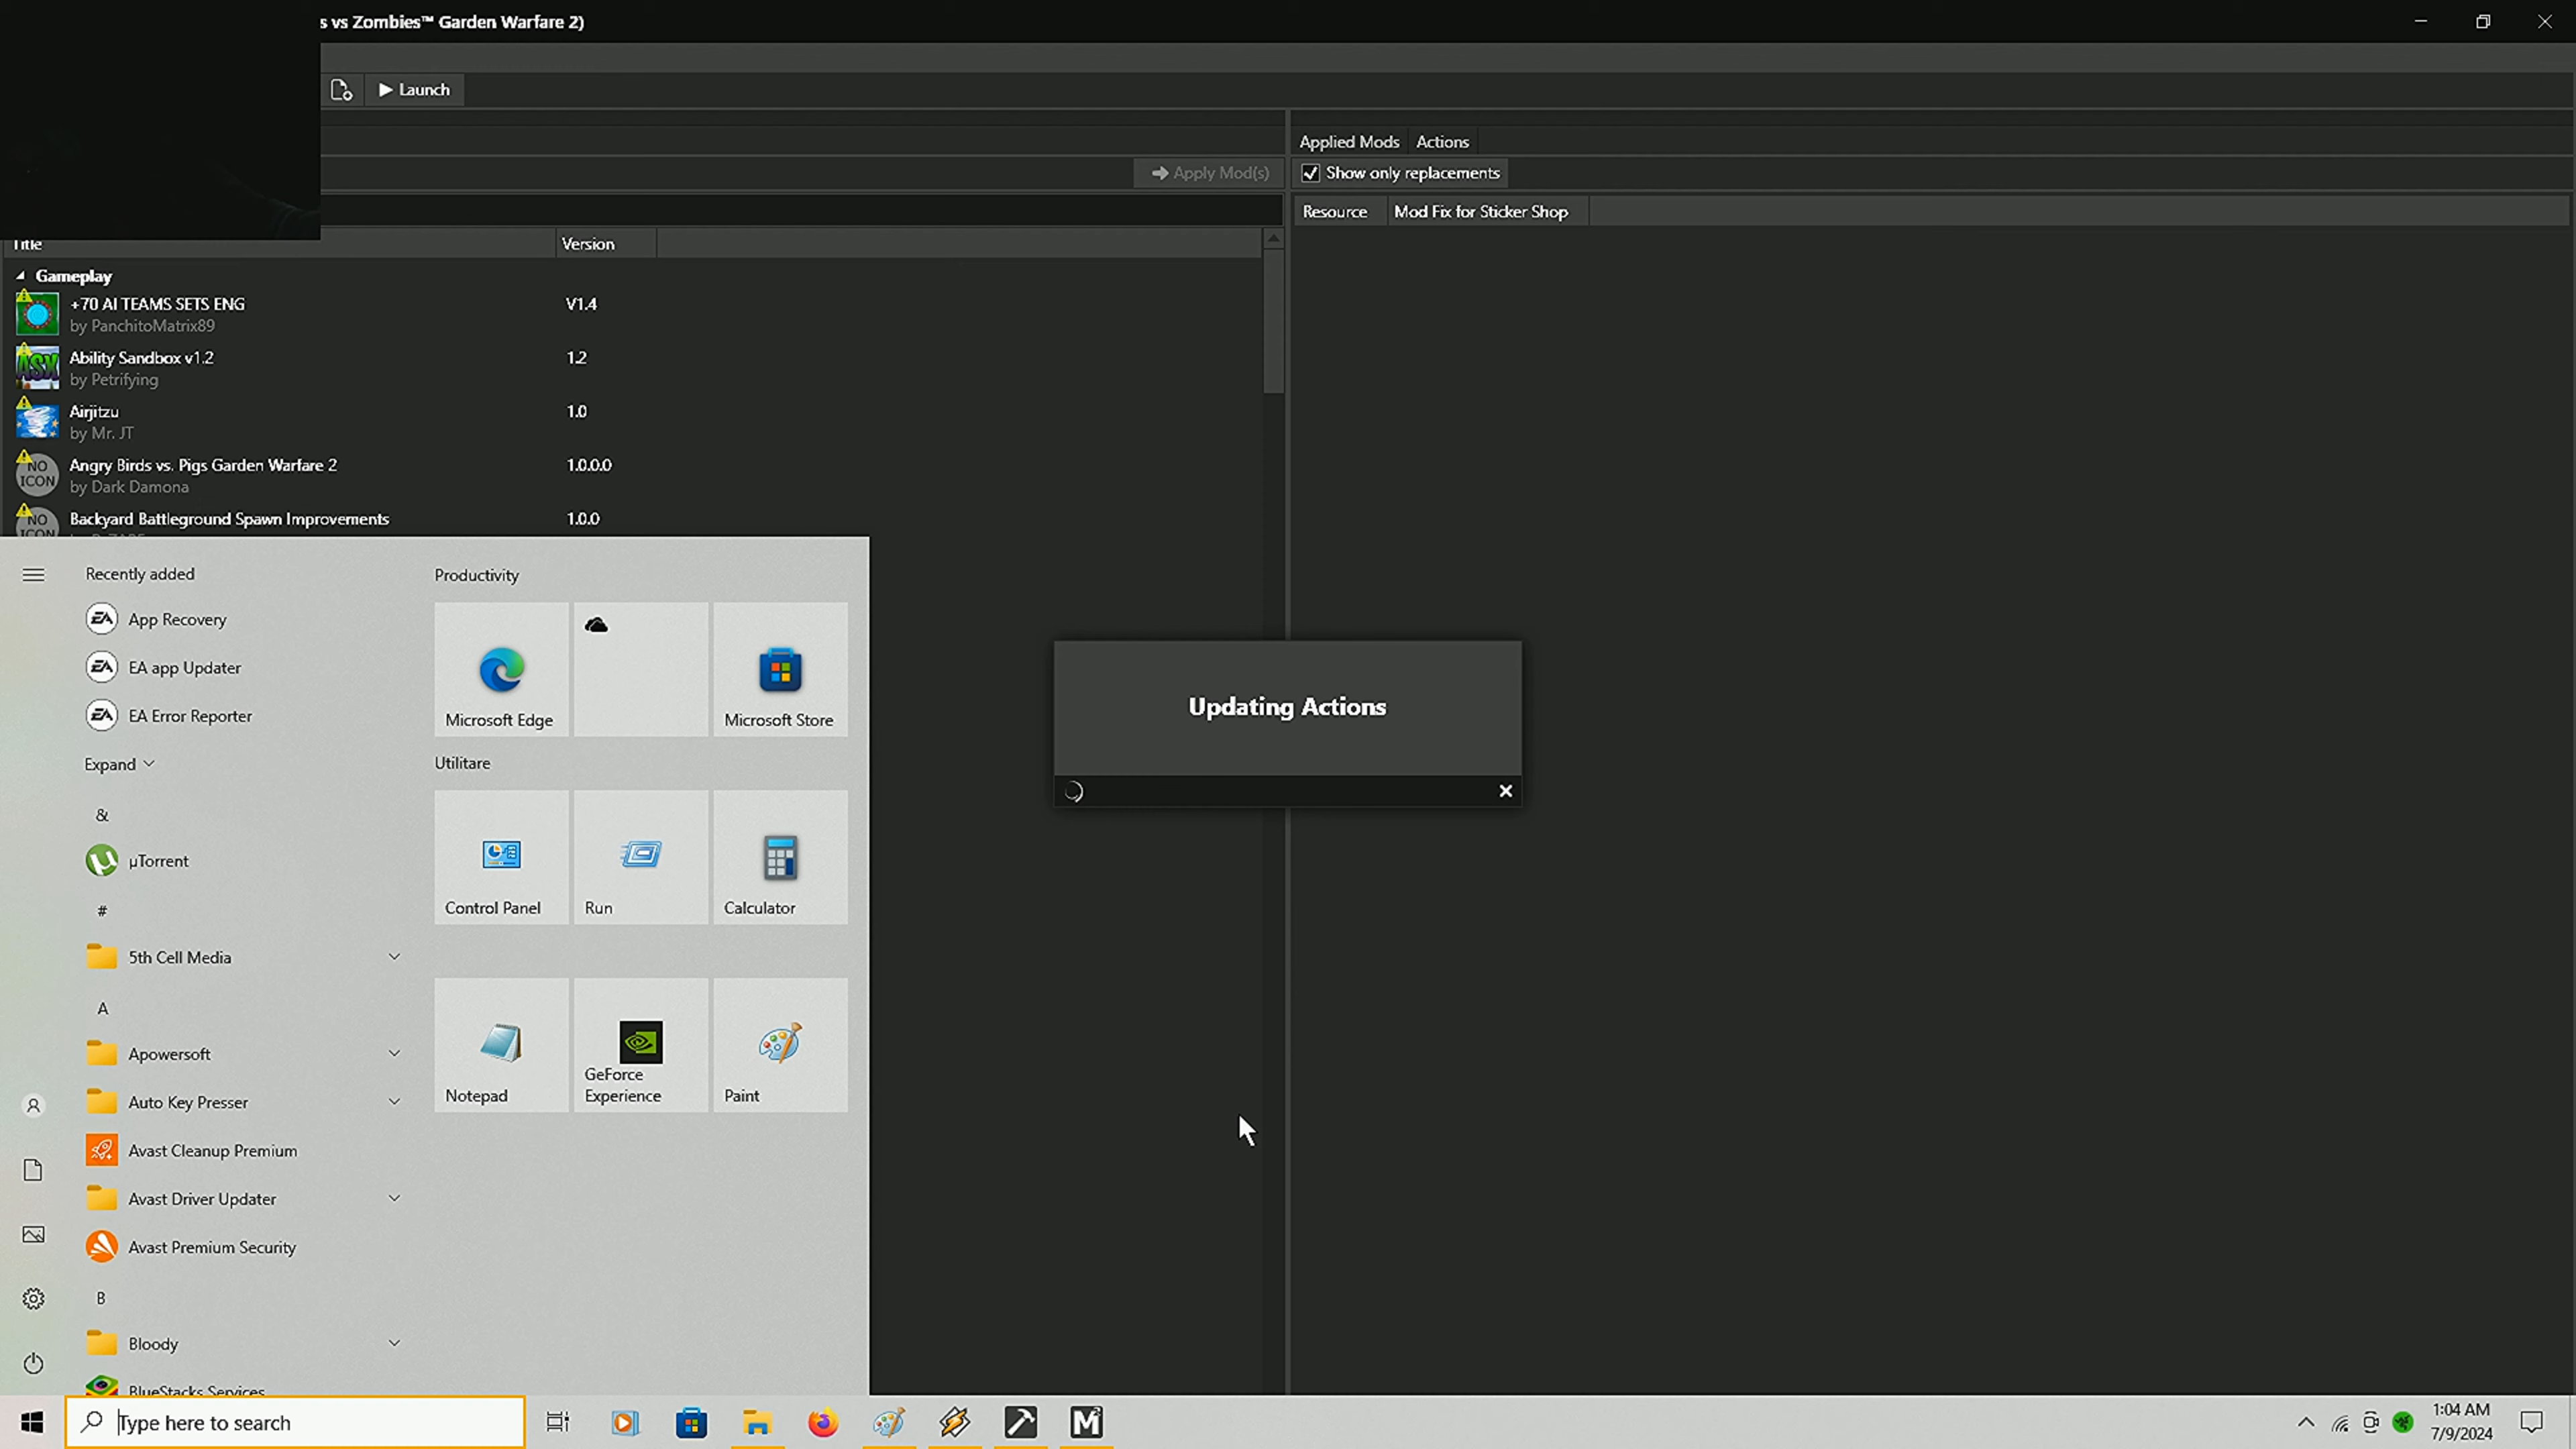 s vs Zombies™ Garden Warfare 2)
Launch
Applied Mods Actions
Apply Mod(s)
Show only replacements
Resource Mod Fix for Sticker Shop
Title Version
Gameplay
+70 AI TEAMS SETS ENG V1.4
by PanchitoMatrix89
ASX
Ability Sandbox v1.2 1.2
by Petrifying
Airjitzu 1.0
by Mr. JT
NO ICON
Angry Birds vs. Pigs Garden Warfare 2 1.0.0.0
by Dark Damona
NO ICON
Backyard Battleground Spawn Improvements 1.0.0
Recently added
EA App Recovery
EA EA app Updater
EA EA Error Reporter
Expand
&
µTorrent
#
5th Cell Media
A
Apowersoft
Auto Key Presser
Avast Cleanup Premium
Avast Driver Updater
Avast Premium Security
B
Bloody
BlueStacks Services
Productivity
Microsoft Edge
Microsoft Store
Utilitare
Control Panel
Run
Calculator
Notepad
GeForce
Experience
Paint
Updating Actions
Type here to search
M
1:04 AM
7/9/2024